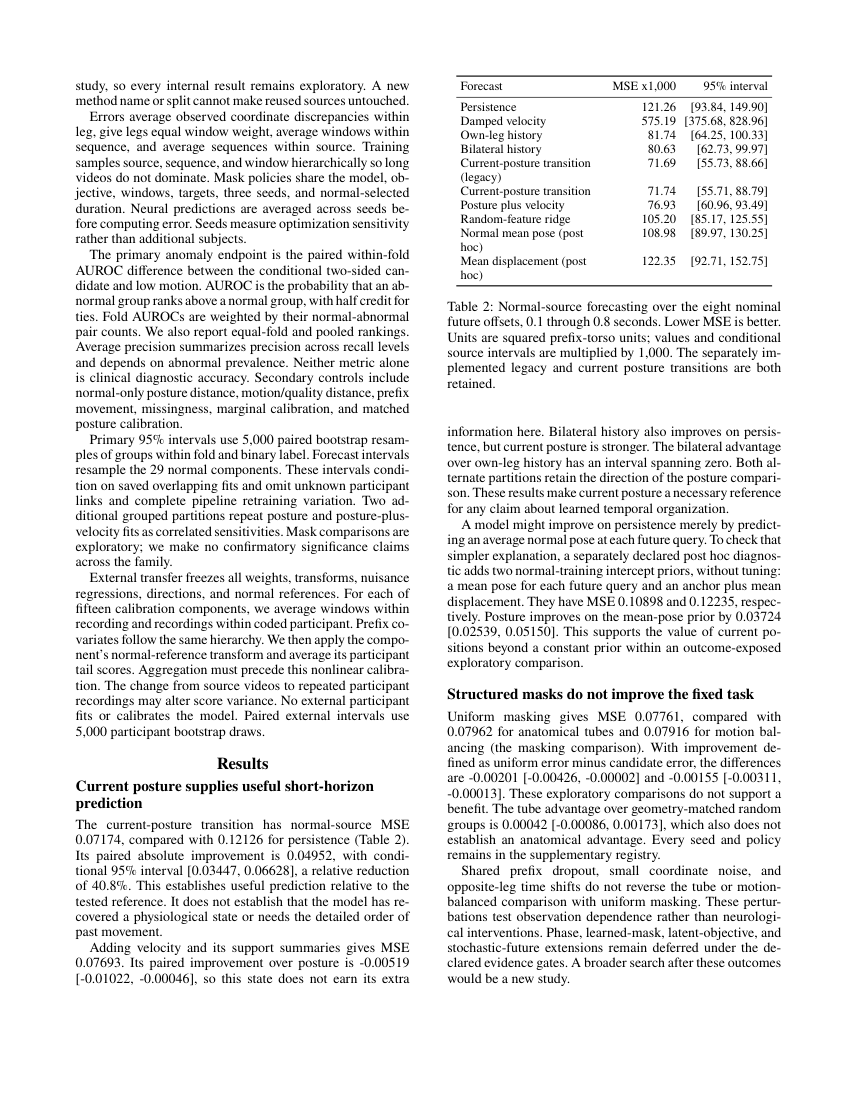 study, so every internal result remains exploratory. A new
method name or split cannot make reused sources untouched.
Errors average observed coordinate discrepancies within
leg, give legs equal window weight, average windows within
sequence, and average sequences within source. Training
samples source, sequence, and window hierarchically so long
videos do not dominate. Mask policies share the model, ob-
jective, windows, targets, three seeds, and normal-selected
duration. Neural predictions are averaged across seeds be-
fore computing error. Seeds measure optimization sensitivity
rather than additional subjects.
The primary anomaly endpoint is the paired within-fold
AUROC difference between the conditional two-sided can-
didate and low motion. AUROC is the probability that an ab-
normal group ranks above a normal group, with half credit for
ties. Fold AUROCs are weighted by their normal-abnormal
pair counts. We also report equal-fold and pooled rankings.
Average precision summarizes precision across recall levels
and depends on abnormal prevalence. Neither metric alone
is clinical diagnostic accuracy. Secondary controls include
normal-only posture distance, motion/quality distance, prefix
movement, missingness, marginal calibration, and matched
posture calibration.
Primary 95% intervals use 5,000 paired bootstrap resam-
ples of groups within fold and binary label. Forecast intervals
resample the 29 normal components. These intervals condi-
tion on saved overlapping fits and omit unknown participant
links and complete pipeline retraining variation. Two ad-
ditional grouped partitions repeat posture and posture-plus-
velocity fits as correlated sensitivities. Mask comparisons are
exploratory; we make no confirmatory significance claims
across the family.
External transfer freezes all weights, transforms, nuisance
regressions, directions, and normal references. For each of
fifteen calibration components, we average windows within
recording and recordings within coded participant. Prefix co-
variates follow the same hierarchy. We then apply the compo-
nent's normal-reference transform and average its participant
tail scores. Aggregation must precede this nonlinear calibra-
tion. The change from source videos to repeated participant
recordings may alter score variance. No external participant
fits or calibrates the model. Paired external intervals use
5,000 participant bootstrap draws.
Results
Current posture supplies useful short-horizon
prediction
The current-posture transition has normal-source MSE
0.07174, compared with 0.12126 for persistence (Table 2).
Its paired absolute improvement is 0.04952, with condi-
tional 95% interval [0.03447, 0.06628], a relative reduction
of 40.8%. This establishes useful prediction relative to the
tested reference. It does not establish that the model has re-
covered a physiological state or needs the detailed order of
past movement.
Adding velocity and its support summaries gives MSE
0.07693. Its paired improvement over posture is -0.00519
[-0.01022, -0.00046], so this state does not earn its extra
Forecast MSE x1,000 95% interval
Persistence 121.26 [93.84, 149.90]
Damped velocity 575.19 [375.68, 828.96]
Own-leg history 81.74 [64.25, 100.33]
Bilateral history 80.63 [62.73, 99.97]
Current-posture transition 71.69 [55.73, 88.66]
(legacy)
Current-posture transition 71.74 [55.71, 88.79]
Posture plus velocity 76.93 [60.96, 93.49]
Random-feature ridge 105.20 [85.17, 125.55]
Normal mean pose (post 108.98 [89.97, 130.25]
hoc)
Mean displacement (post 122.35 [92.71, 152.75]
hoc)
Table 2: Normal-source forecasting over the eight nominal
future offsets, 0.1 through 0.8 seconds. Lower MSE is better.
Units are squared prefix-torso units; values and conditional
source intervals are multiplied by 1,000. The separately im-
plemented legacy and current posture transitions are both
retained.
information here. Bilateral history also improves on persis-
tence, but current posture is stronger. The bilateral advantage
over own-leg history has an interval spanning zero. Both al-
ternate partitions retain the direction of the posture compari-
son. These results make current posture a necessary reference
for any claim about learned temporal organization.
A model might improve on persistence merely by predict-
ing an average normal pose at each future query. To check that
simpler explanation, a separately declared post hoc diagnos-
tic adds two normal-training intercept priors, without tuning:
a mean pose for each future query and an anchor plus mean
displacement. They have MSE 0.10898 and 0.12235, respec-
tively. Posture improves on the mean-pose prior by 0.03724
[0.02539, 0.05150]. This supports the value of current po-
sitions beyond a constant prior within an outcome-exposed
exploratory comparison.
Structured masks do not improve the fixed task
Uniform masking gives MSE 0.07761, compared with
0.07962 for anatomical tubes and 0.07916 for motion bal-
ancing (the masking comparison). With improvement de-
fined as uniform error minus candidate error, the differences
are -0.00201 [-0.00426, -0.00002] and -0.00155 [-0.00311,
-0.00013]. These exploratory comparisons do not support a
benefit. The tube advantage over geometry-matched random
groups is 0.00042 [-0.00086, 0.00173], which also does not
establish an anatomical advantage. Every seed and policy
remains in the supplementary registry.
Shared prefix dropout, small coordinate noise, and
opposite-leg time shifts do not reverse the tube or motion-
balanced comparison with uniform masking. These pertur-
bations test observation dependence rather than neurologi-
cal interventions. Phase, learned-mask, latent-objective, and
stochastic-future extensions remain deferred under the de-
clared evidence gates. A broader search after these outcomes
would be a new study.